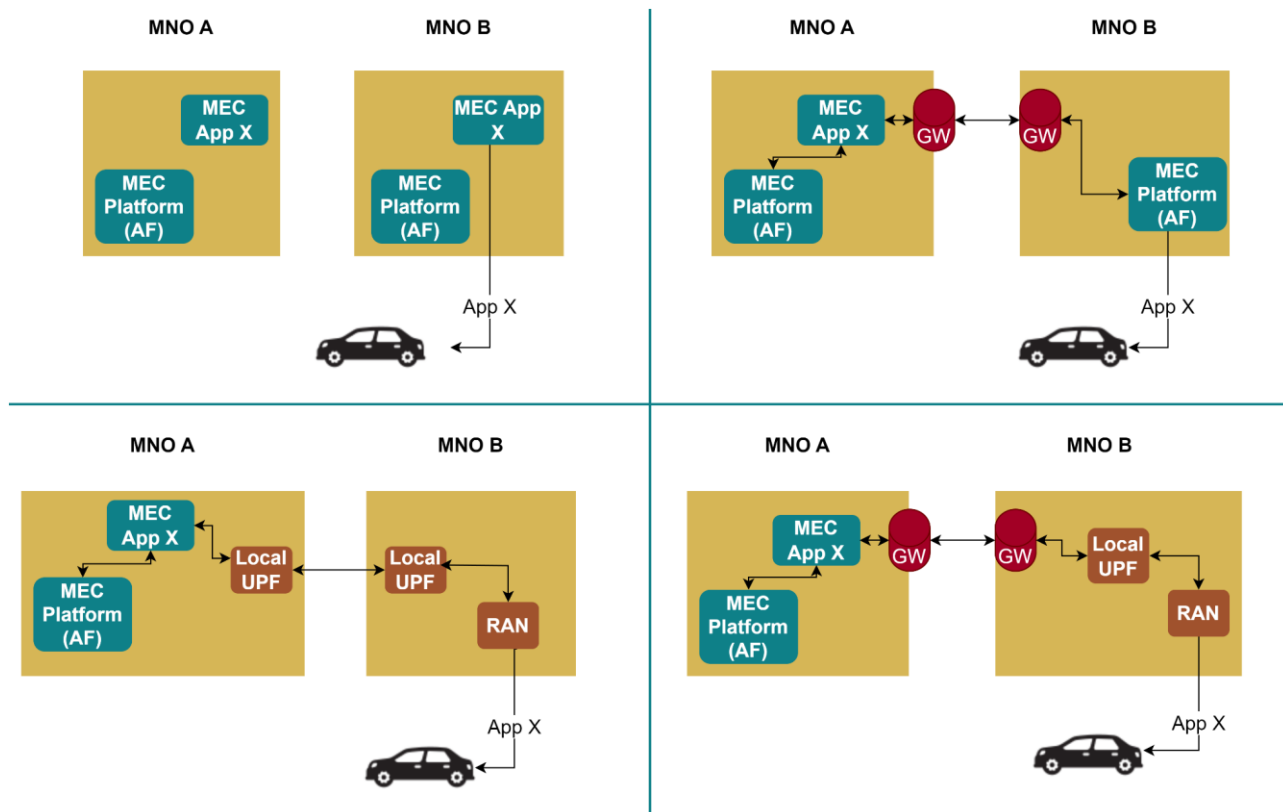 MNO A
MNO B
MEC
App X
MEC
Platform
(AF)
MEC App
X
MEC
Platform
(AF)
App X
MNO A
MNO B
MEC
App X
GW
GW
MEC
Platform
(AF)
MEC
Platform
(AF)
App X
MNO A
MNO B
MEC
App X
Local
UPF
Local
UPF
MEC
Platform
(AF)
RAN
App X
MNO A
MNO B
MEC
App X
GW
GW
Local
UPF
MEC
Platform
(AF)
RAN
App X